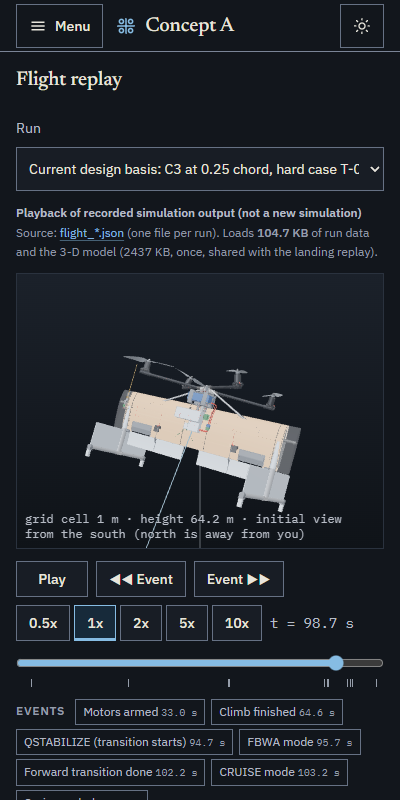 Menu
Concept A
Flight replay
Run
Current design basis: C3 at 0.25 chord, hard case T-0
Playback of recorded simulation output (not a new simulation)
Source: flight_*.json (one file per run). Loads 104.7 KB of run data
and the 3-D model (2437 KB, once, shared with the landing replay).
grid cell 1 m · height 64.2 m · initial view
from the south (north is away from you)
Play
◀◀ Event
Event ▶▶
0.5x
1x
2x
5x
10x
t = 98.7 s
EVENTS
Motors armed 33.0 s
Climb finished 64.6 s
QSTABILIZE (transition starts) 94.7 s
FBWA mode 95.7 s
Forward transition done 102.2 s
CRUISE mode 103.2 s